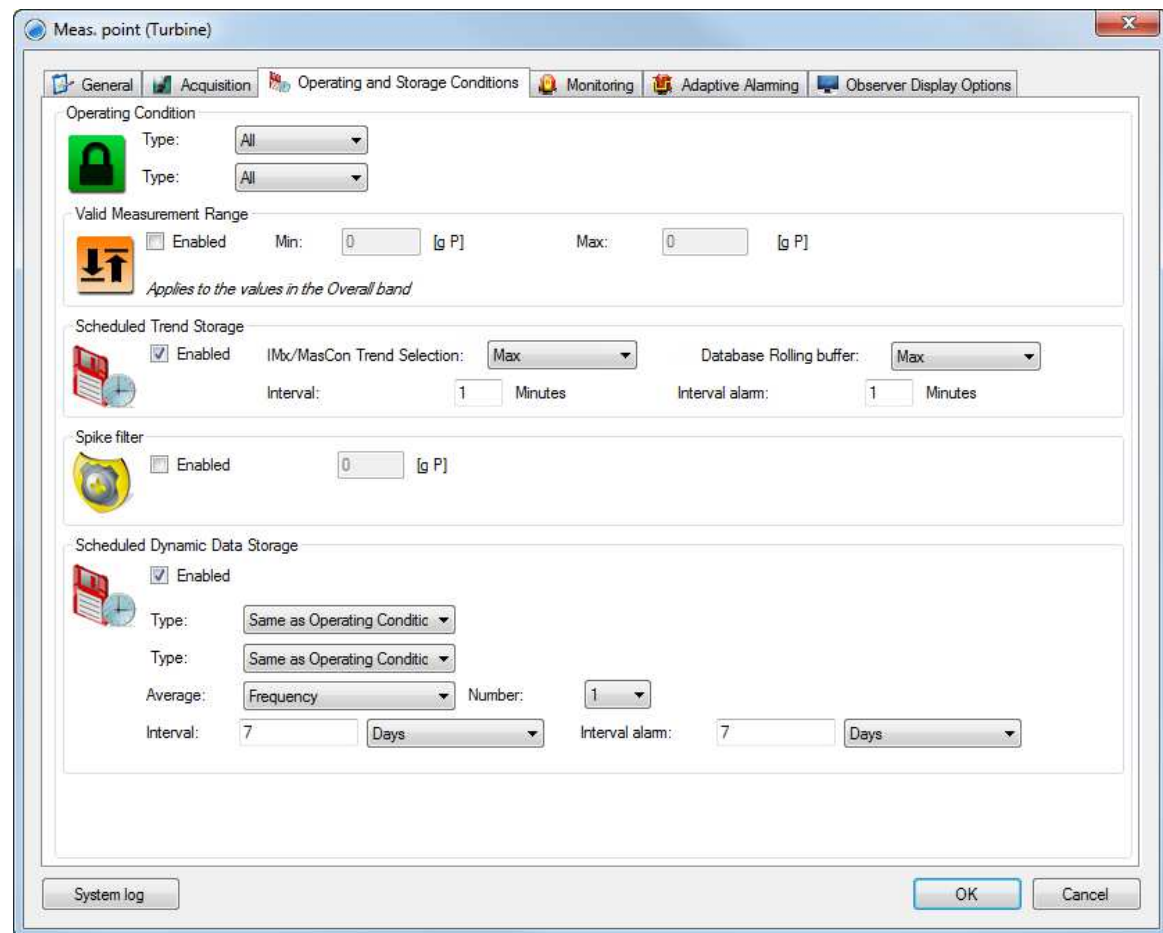 Meas. point (Turbine)
General Acquisition Operating and Storage Conditions Monitoring Adaptive Alarming Observer Display Options
Operating Condition
Type: All
Type: All
Valid Measurement Range
Enabled Min: 0 [g P] Max: 0 [g P]
Applies to the values in the Overall band
Scheduled Trend Storage
Enabled IMx/MasCon Trend Selection: Max Database Rolling buffer: Max
Interval: 1 Minutes Interval alarm: 1 Minutes
Spike filter
Enabled 0 [g P]
Scheduled Dynamic Data Storage
Enabled
Type: Same as Operating Conditic
Type: Same as Operating Conditic
Average: Frequency Number: 1
Interval: 7 Days Interval alarm: 7 Days
System log OK Cancel